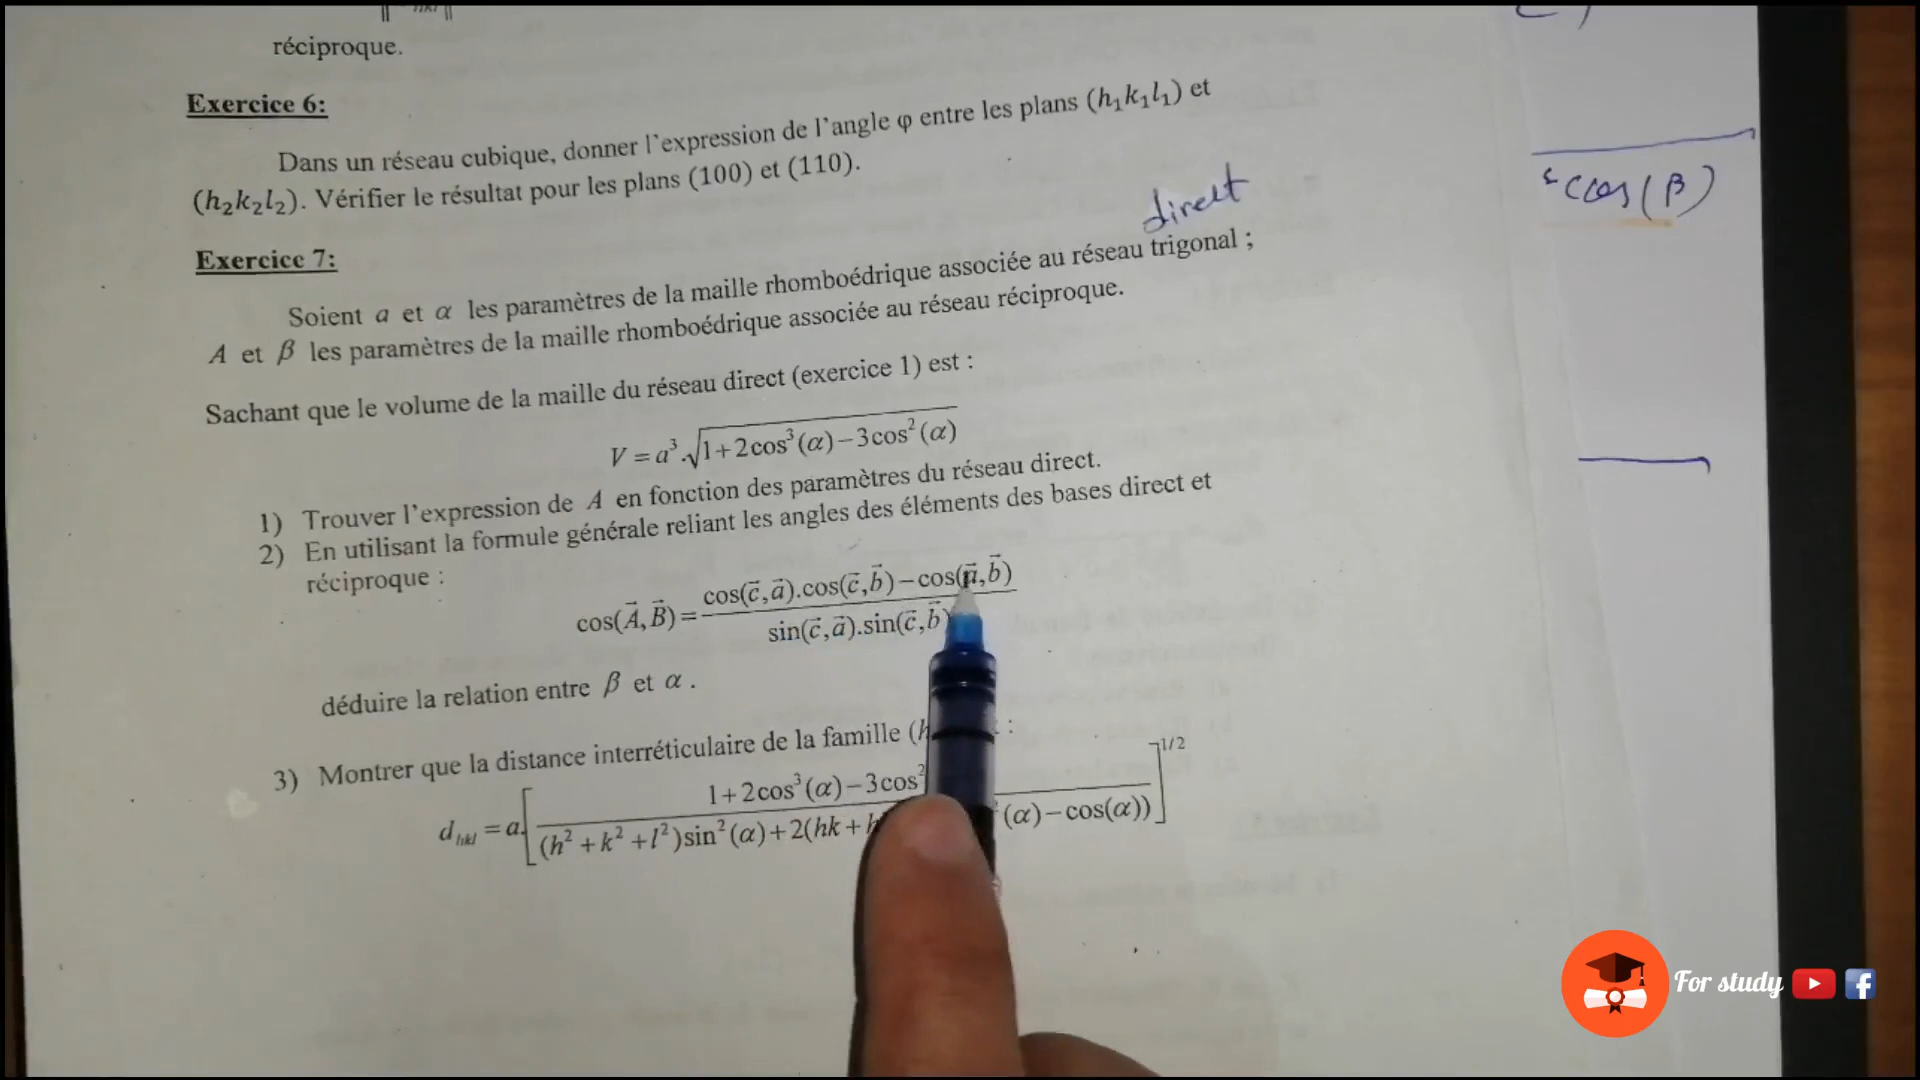 réciproque.
Exercice 6:
Dans un réseau cubique, donner l'expression de l'angle φ entre les plans (h₁k₁l₁) et
(h₂k₂l₂). Vérifier le résultat pour les plans (100) et (110).
direct
Exercice 7:
Soient a et α les paramètres de la maille rhomboédrique associée au réseau trigonal ;
A et β les paramètres de la maille rhomboédrique associée au réseau réciproque.
Sachant que le volume de la maille du réseau direct (exercice 1) est :
V = a³.√(1+2cos³(α)−3cos²(α))
1) Trouver l'expression de A en fonction des paramètres du réseau direct.
2) En utilisant la formule générale reliant les angles des éléments des bases direct et
réciproque :
cos(A⃗,B⃗) = (cos(c⃗,a⃗).cos(c⃗,b⃗)−cos(a⃗,b⃗)) / (sin(c⃗,a⃗).sin(c⃗,b⃗)
déduire la relation entre β et α .
3) Montrer que la distance interréticulaire de la famille (h :
1+2cos³(α)−3cos²
d_hkl = a.[ (h²+k²+l²)sin²(α)+2(hk+h (α)−cos(α)) ]^1/2
cos(β)
For study